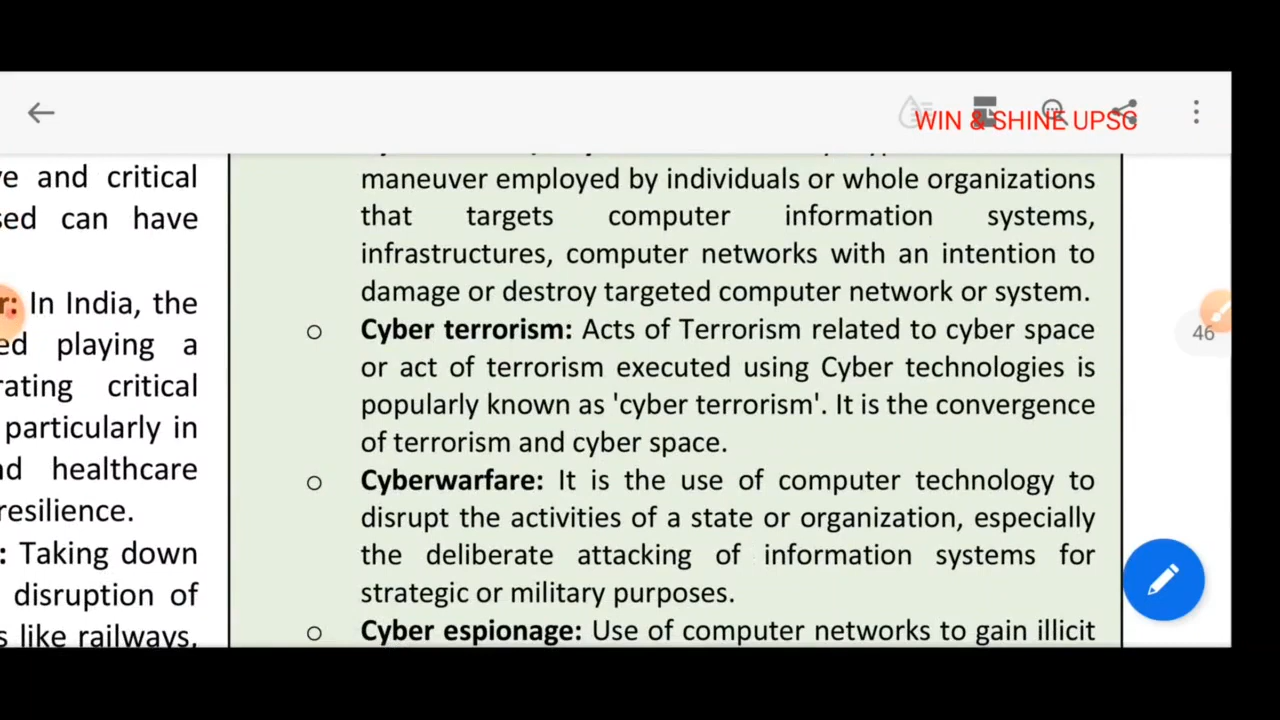 WIN & SHINE UPSC
maneuver employed by individuals or whole organizations
that targets computer information systems,
infrastructures, computer networks with an intention to
damage or destroy targeted computer network or system.
○ Cyber terrorism: Acts of Terrorism related to cyber space
or act of terrorism executed using Cyber technologies is
popularly known as 'cyber terrorism'. It is the convergence
of terrorism and cyber space.
○ Cyberwarfare: It is the use of computer technology to
disrupt the activities of a state or organization, especially
the deliberate attacking of information systems for
strategic or military purposes.
○ Cyber espionage: Use of computer networks to gain illicit
and critical
can have
In India, the
playing a
critical
particularly in
healthcare
resilience.
: Taking down
disruption of
like railways,
46